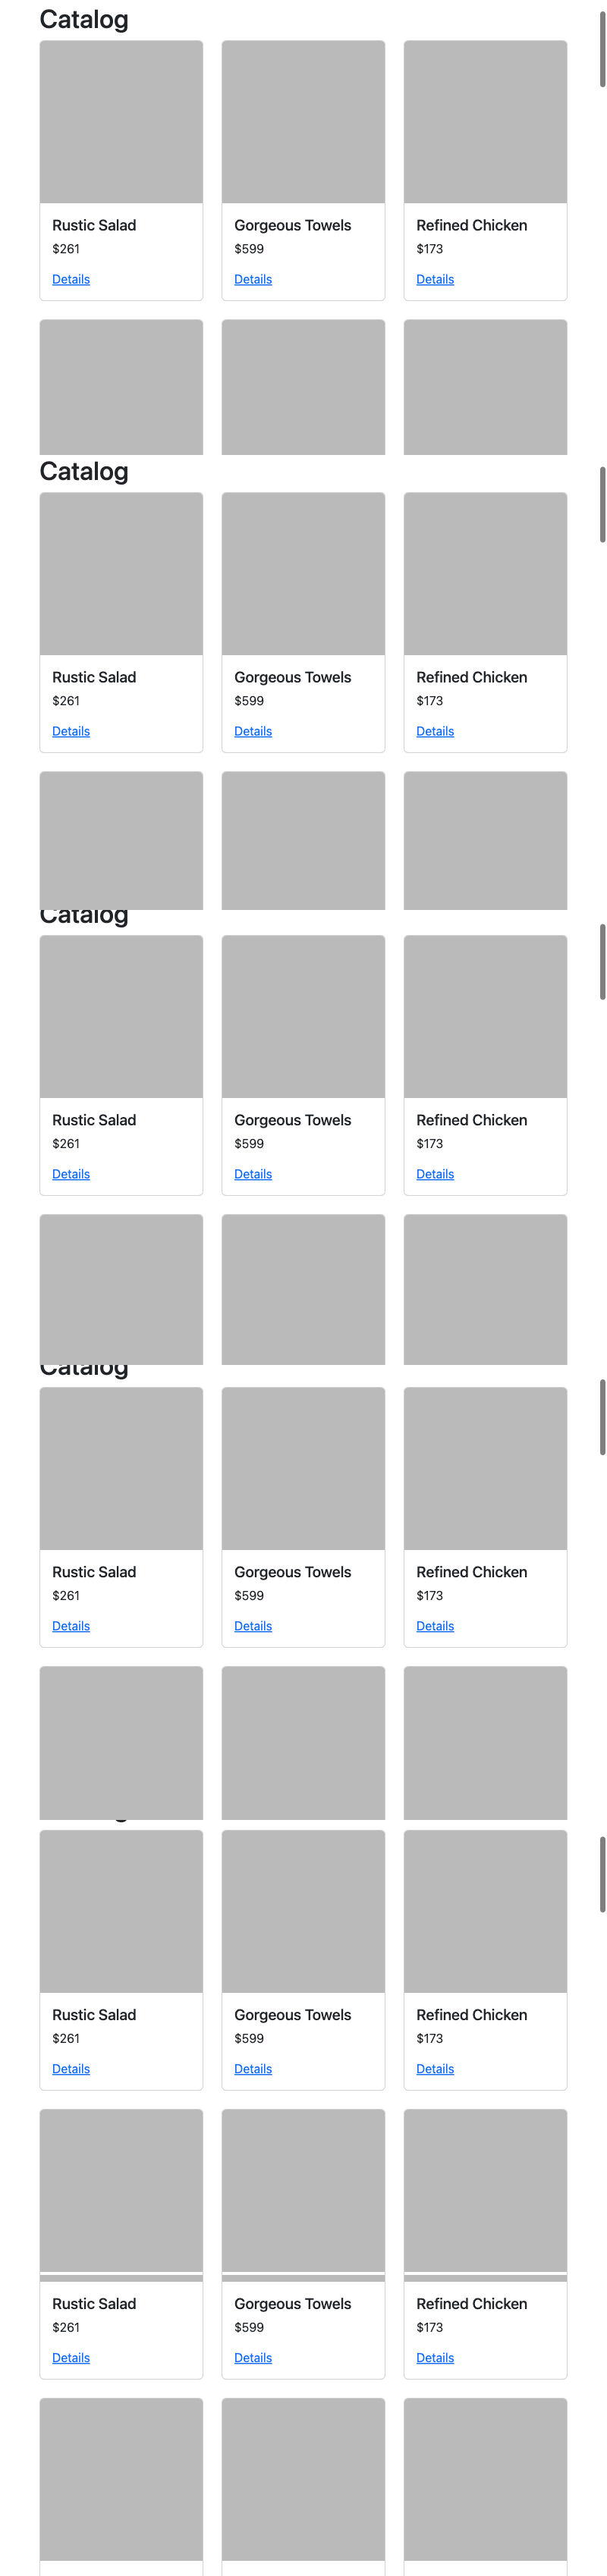 Catalog
Rustic Salad
Gorgeous Towels
Refined Chicken
$261
$599
$173
Details
Details
Details
Catalog
Rustic Salad
Gorgeous Towels
Refined Chicken
$261
$599
$173
Details
Details
Details
Catalog
Rustic Salad
Gorgeous Towels
Refined Chicken
$261
$599
$173
Details
Details
Details
Catalog
Rustic Salad
Gorgeous Towels
Refined Chicken
$261
$599
$173
Details
Details
Details
Rustic Salad
Gorgeous Towels
Refined Chicken
$261
$599
$173
Details
Details
Details
Rustic Salad
Gorgeous Towels
Refined Chicken
$261
$599
$173
Details
Details
Details